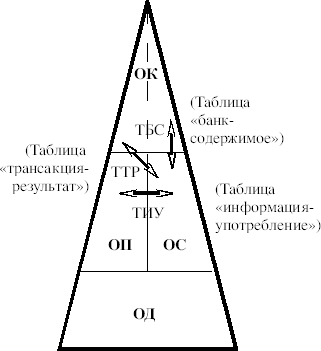 ОК
(Таблица
«банк-
содержимое»)
ТБС
(Таблица
«трансакция-
результат»)
ТТР
(Таблица
«информация-
употребление»)
ТИУ
ОП
ОС
ОД